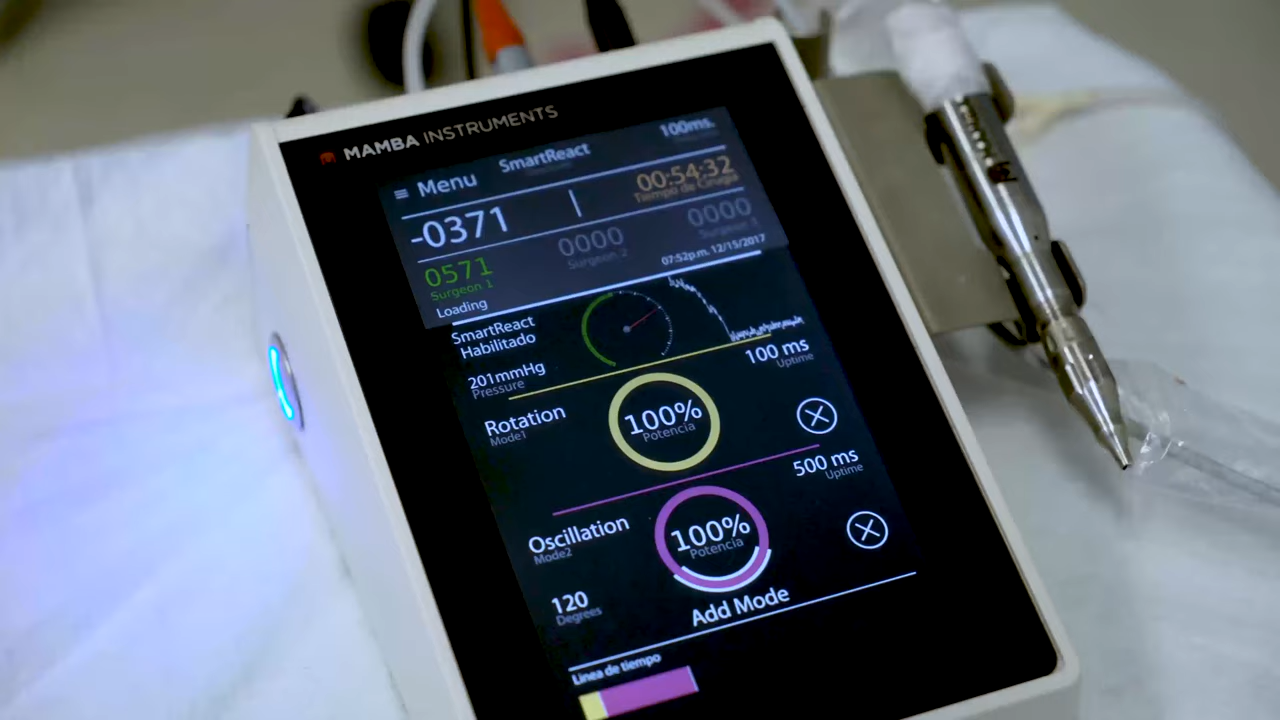 MAMBA INSTRUMENTS
SmartReact
100ms.
≡ Menu
00:54:32
Tiempo de Cirugia
-0371
0571
Surgeon 1
0000
Surgeon 2
0000
Surgeon
Loading
07:52p.m. 12/15/2017
SmartReact
Habilitado
201mmHg
Pressure
100 ms
Uptime
Rotation
Mode1
100%
Potencia
500 ms
Uptime
Oscillation
Mode2
100%
Potencia
120
Degrees
Add Mode
Linea de tiempo